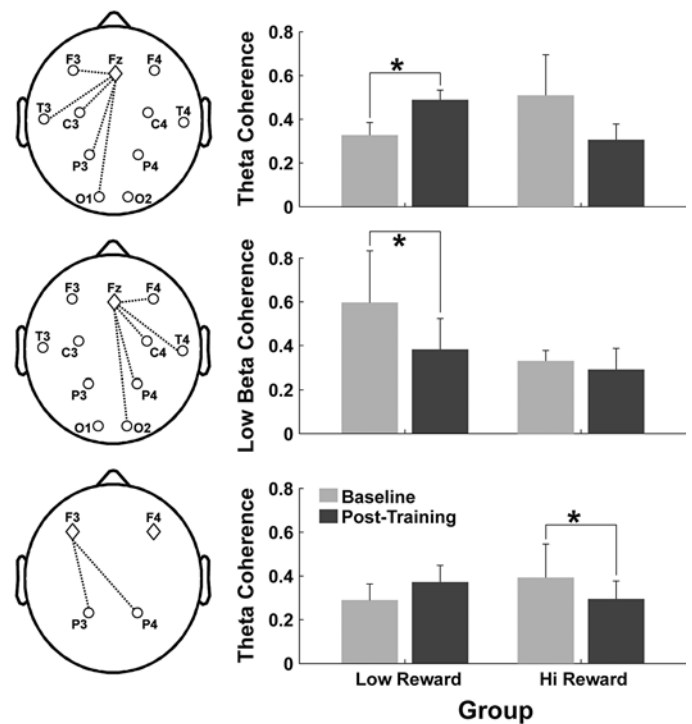 F3 Fz F4
T3 C3 C4 T4
P3 P4
O1 O2
Theta Coherence
0.8
0.6
0.4
0.2
0
*
F3 Fz F4
T3 C3 C4 T4
P3 P4
O1 O2
Low Beta Coherence
0.8
0.6
0.4
0.2
0
*
F3 F4
P3 P4
Theta Coherence
0.8
0.6
0.4
0.2
0
Baseline
Post-Training
*
Low Reward Hi Reward
Group